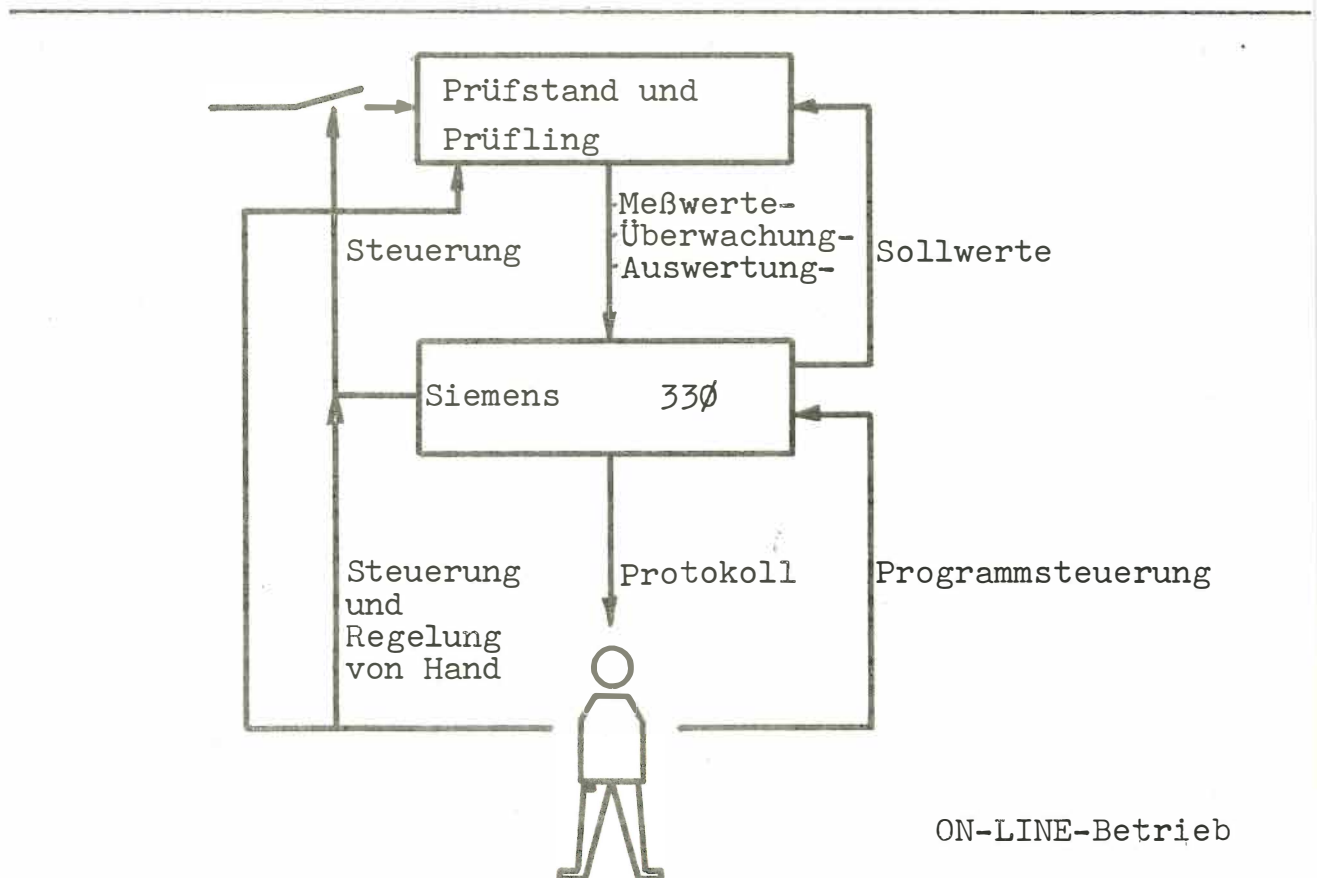 Prüfstand und
Prüfling
Steuerung
Meßwerte-
Überwachung-
Auswertung-
Sollwerte
Siemens 33Ø
Steuerung
und
Regelung
von Hand
Protokoll
Programmsteuerung
ON-LINE-Betrieb